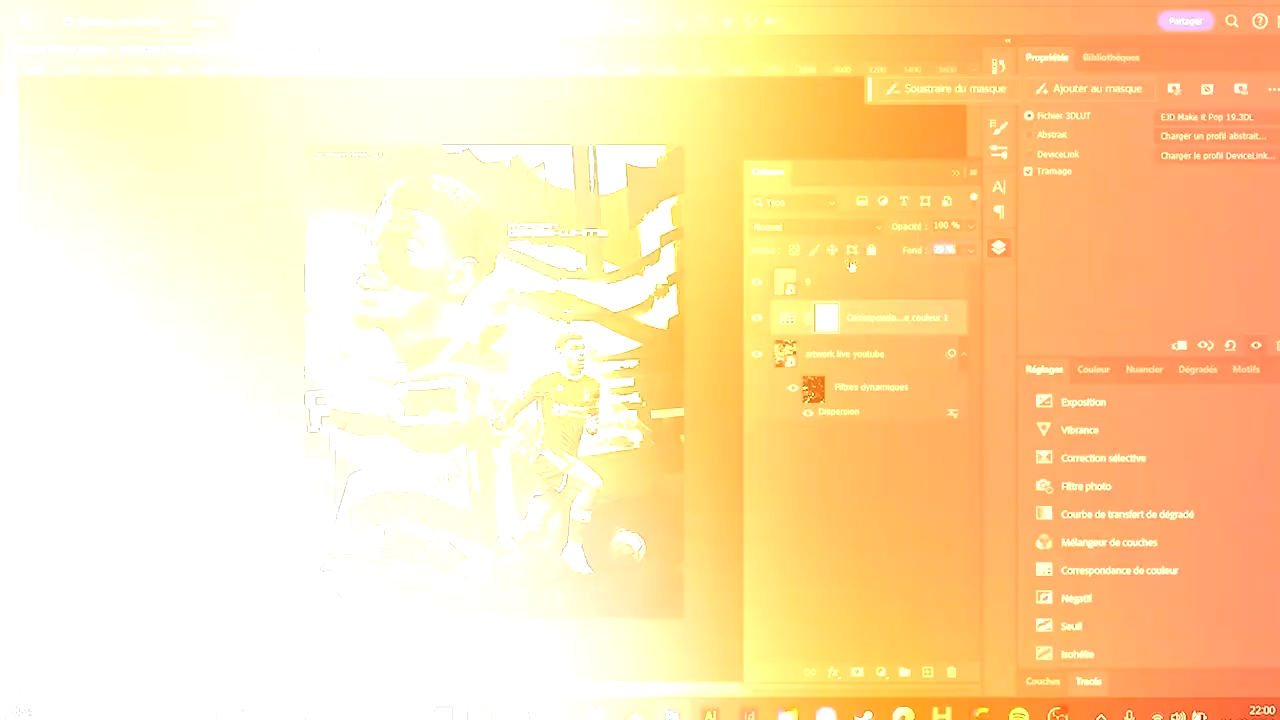 Partager
Propriétés Bibliothèques
Soustraire du masque Ajouter au masque
Fichier 3DLUT E3D Make It Pop 19.3DL
Abstrait Charger un profil abstrait...
DeviceLink Charger le profil DeviceLink...
Tramage
Opacité : 100 %
Fond :
Corresponda...e couleur 1
artwork live youtube
Filtres dynamiques
Dispersion
Réglages Couleur Nuancier Dégradés Motifs
Exposition
Vibrance
Correction sélective
Filtre photo
Courbe de transfert de dégradé
Mélangeur de couches
Correspondance de couleur
Négatif
Seuil
Isohélie
Couches Tracés
22:00